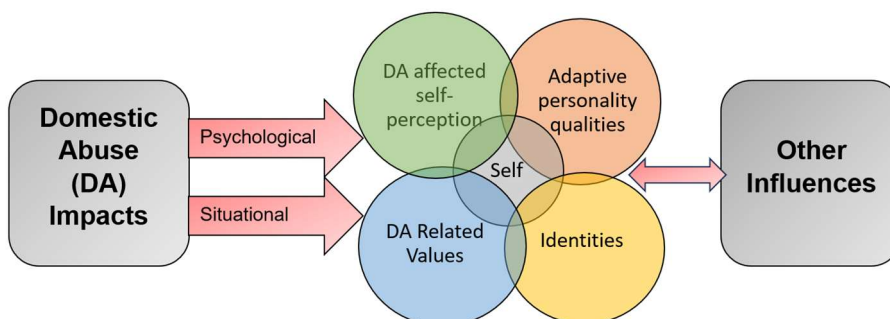 Domestic
Abuse
(DA)
Impacts
Psychological
Situational
DA affected
self-
perception
Adaptive
personality
qualities
Self
DA Related
Values
Identities
Other
Influences